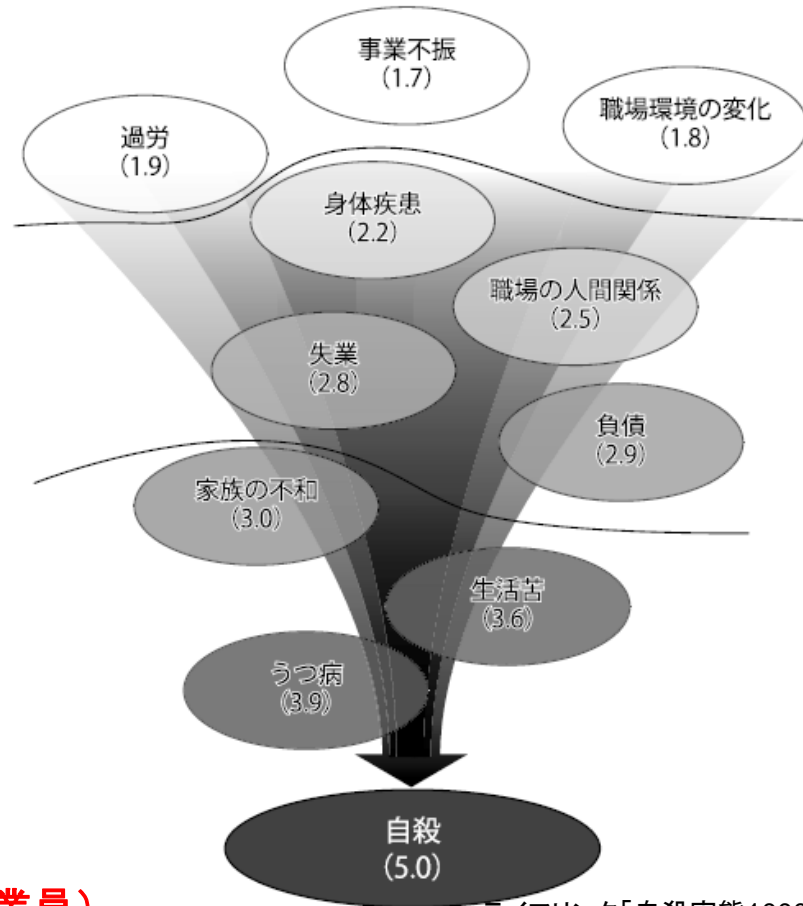 事業不振
(1.7)
職場環境の変化
(1.8)
過労
(1.9)
身体疾患
(2.2)
職場の人間関係
(2.5)
失業
(2.8)
負債
(2.9)
家族の不和
(3.0)
生活苦
(3.6)
うつ病
(3.9)
自殺
(5.0)
業員)